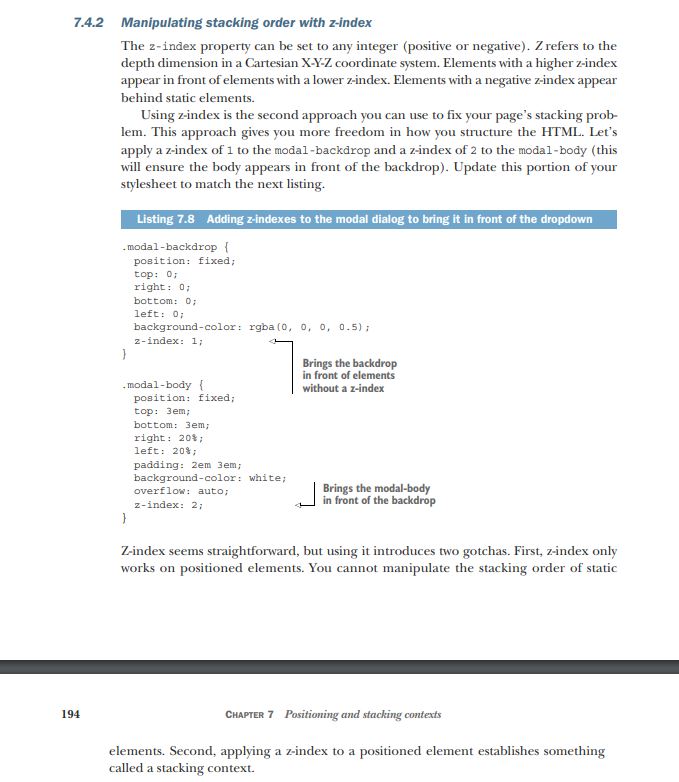 7.4.2 Manipulating stacking order with z-index
The z-index property can be set to any integer (positive or negative). Z refers to the
depth dimension in a Cartesian X-Y-Z coordinate system. Elements with a higher z-index
appear in front of elements with a lower z-index. Elements with a negative z-index appear
behind static elements.
Using z-index is the second approach you can use to fix your page's stacking prob-
lem. This approach gives you more freedom in how you structure the HTML. Let's
apply a z-index of 1 to the modal-backdrop and a z-index of 2 to the modal-body (this
will ensure the body appears in front of the backdrop). Update this portion of your
stylesheet to match the next listing.
Listing 7.8 Adding z-indexes to the modal dialog to bring it in front of the dropdown
.modal-backdrop {
position: fixed;
top: 0;
right: 0;
bottom: 0;
left: 0;
background-color: rgba(0, 0, 0, 0.5);
z-index: 1;
}
Brings the backdrop
in front of elements
without a z-index
.modal-body {
position: fixed;
top: 3em;
bottom: 3em;
right: 20%;
left: 20%;
padding: 2em 3em;
background-color: white;
overflow: auto;
z-index: 2;
}
Brings the modal-body
in front of the backdrop
Z-index seems straightforward, but using it introduces two gotchas. First, z-index only
works on positioned elements. You cannot manipulate the stacking order of static
194 CHAPTER 7 Positioning and stacking contexts
elements. Second, applying a z-index to a positioned element establishes something
called a stacking context.